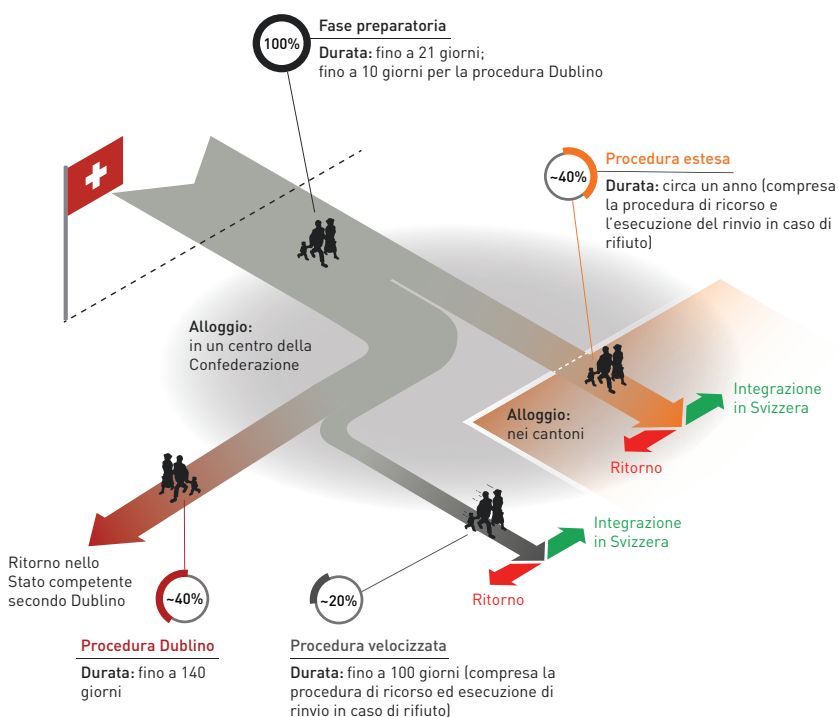 100%
Fase preparatoria
Durata: fino a 21 giorni;
fino a 10 giorni per la procedura Dublino
~40%
Procedura estesa
Durata: circa un anno (compresa
la procedura di ricorso e
l'esecuzione del rinvio in caso di
rifiuto)
Alloggio:
in un centro della
Confederazione
Alloggio:
nei cantoni
Integrazione
in Svizzera
Ritorno
Integrazione
in Svizzera
Ritorno
Ritorno nello
Stato competente
secondo Dublino
~40%
Procedura Dublino
Durata: fino a 140
giorni
~20%
Procedura velocizzata
Durata: fino a 100 giorni (compresa la
procedura di ricorso ed esecuzione di
rinvio in caso di rifiuto)